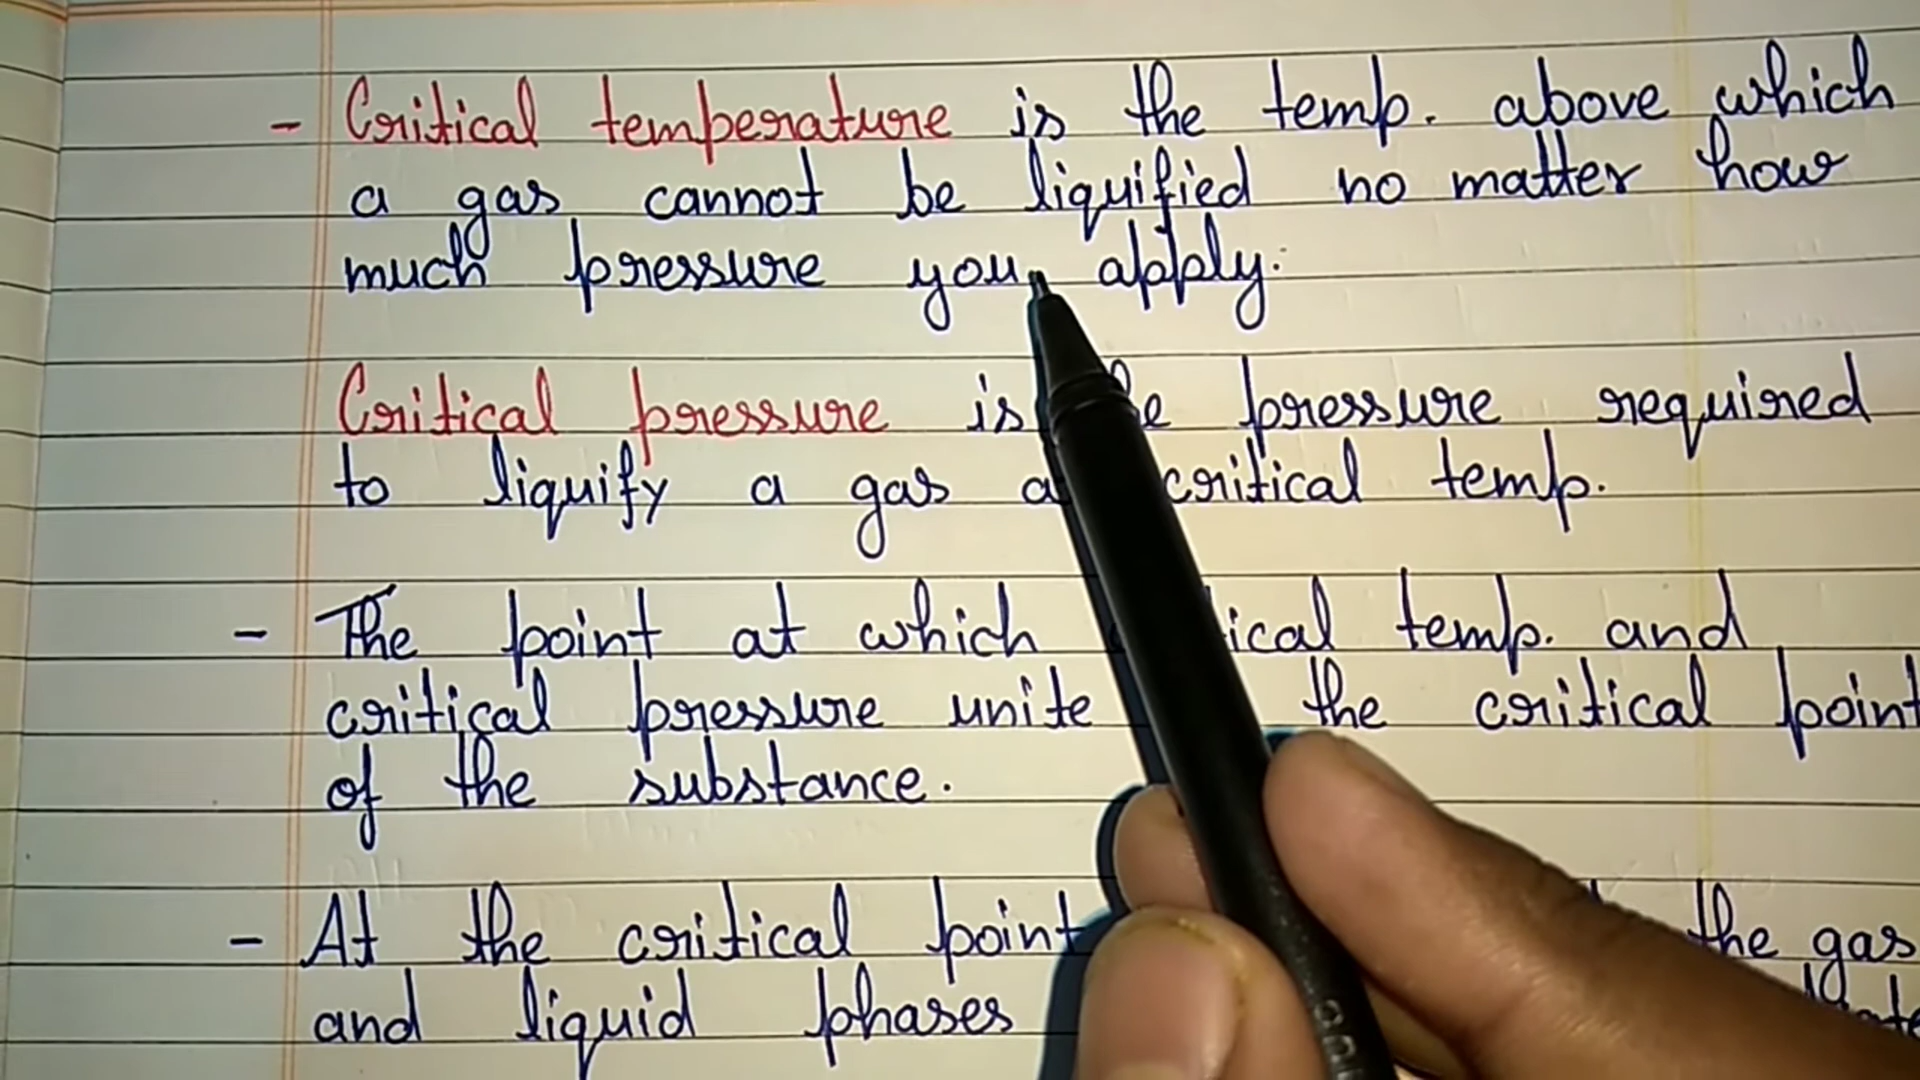 - Critical temperature is the temp. above which
a gas cannot be liquified no matter how
much pressure you apply.
Critical pressure is pressure required
to liquify a gas critical temp.
- The point at which temp. and
critical pressure unite the critical point
of the substance.
- At the critical point the gas
and liquid phases